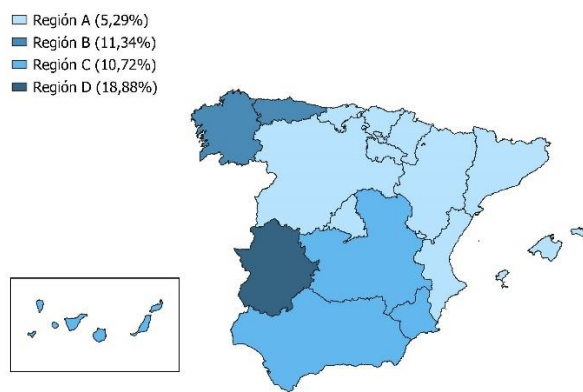 Región A (5,29%)
Región B (11,34%)
Región C (10,72%)
Región D (18,88%)